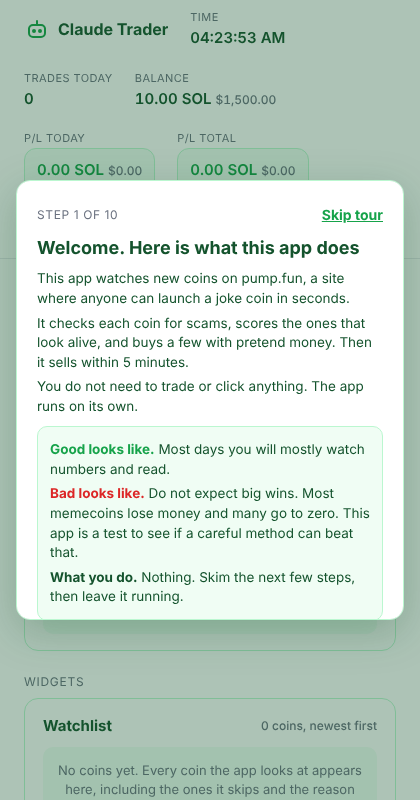 Claude Trader
TIME
04:23:53 AM
TRADES TODAY
0
BALANCE
10.00 SOL $1,500.00
P/L TODAY
0.00 SOL $0.00
P/L TOTAL
0.00 SOL $0.00
STEP 1 OF 10
Skip tour
Welcome. Here is what this app does
This app watches new coins on pump.fun, a site
where anyone can launch a joke coin in seconds.
It checks each coin for scams, scores the ones that
look alive, and buys a few with pretend money. Then
it sells within 5 minutes.
You do not need to trade or click anything. The app
runs on its own.
Good looks like. Most days you will mostly watch
numbers and read.
Bad looks like. Do not expect big wins. Most
memecoins lose money and many go to zero. This
app is a test to see if a careful method can beat
that.
What you do. Nothing. Skim the next few steps,
then leave it running.
WIDGETS
Watchlist
0 coins, newest first
No coins yet. Every coin the app looks at appears
here, including the ones it skips and the reason